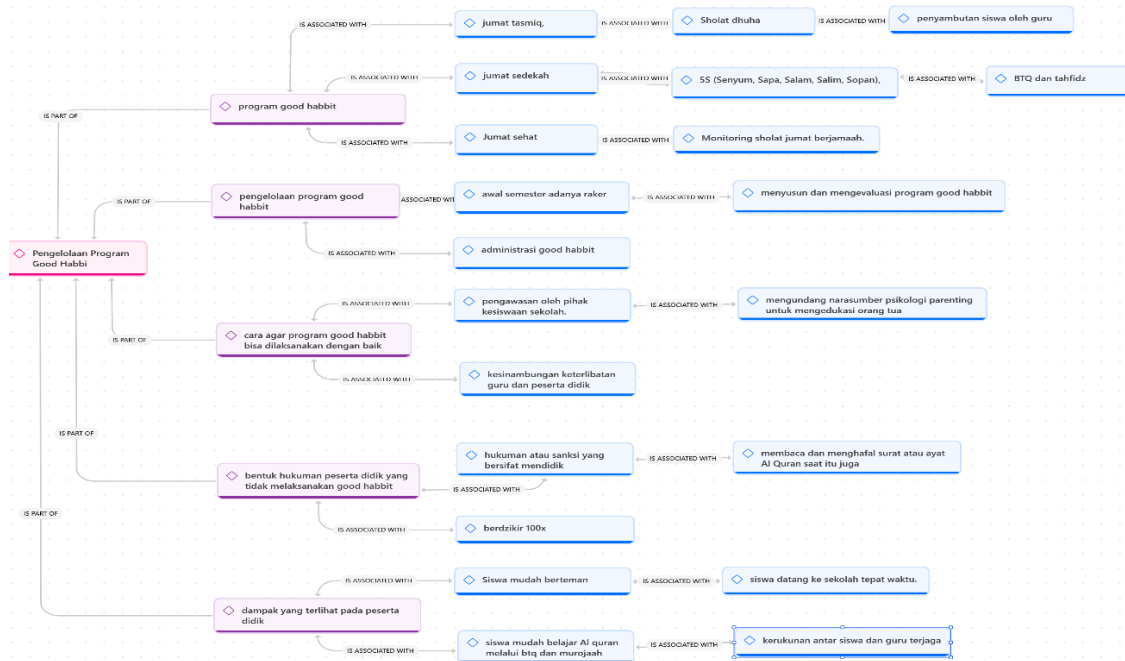 IS ASSOCIATED WITH
jumat tasmiq,
IS ASSOCIATED WITH
Sholat dhuha
IS ASSOCIATED WITH
penyambutan siswa oleh guru
IS ASSOCIATED WITH
jumat sedekah
IS ASSOCIATED WITH
5S (Senyum, Sapa, Salam, Salim, Sopan),
IS ASSOCIATED WITH
BTQ dan tahfidz
program good habbit
IS PART OF
IS ASSOCIATED WITH
Jumat sehat
IS ASSOCIATED WITH
Monitoring sholat jumat berjamaah.
IS PART OF
pengelolaan program good
habbit
ASSOCIATED WIT
awal semester adanya raker
IS ASSOCIATED WITH
menyusun dan mengevaluasi program good habbit
IS ASSOCIATED WITH
administrasi good habbit
Pengelolaan Program
Good Habbi
IS ASSOCIATED WITH
pengawasan oleh pihak
kesiswaan sekolah.
IS ASSOCIATED WITH
mengundang narasumber psikologi parenting
untuk mengedukasi orang tua
IS PART OF
cara agar program good habbit
bisa dilaksanakan dengan baik
IS ASSOCIATED WITH
kesinambungan keterlibatan
guru dan peserta didik
IS PART OF
bentuk hukuman peserta didik yang
tidak melaksanakan good habbit
IS ASSOCIATED WITH
hukuman atau sanksi yang
bersifat mendidik
IS ASSOCIATED WITH
membaca dan menghafal surat atau ayat
Al Quran saat itu juga
IS ASSOCIATED WITH
berdzikir 100x
IS PART OF
IS ASSOCIATED WITH
Siswa mudah berteman
IS ASSOCIATED WITH
siswa datang ke sekolah tepat waktu.
dampak yang terlihat pada peserta
didik
IS ASSOCIATED WITH
siswa mudah belajar Al quran
melalui btq dan murojaah
IS ASSOCIATED WITH
kerukunan antar siswa dan guru terjaga